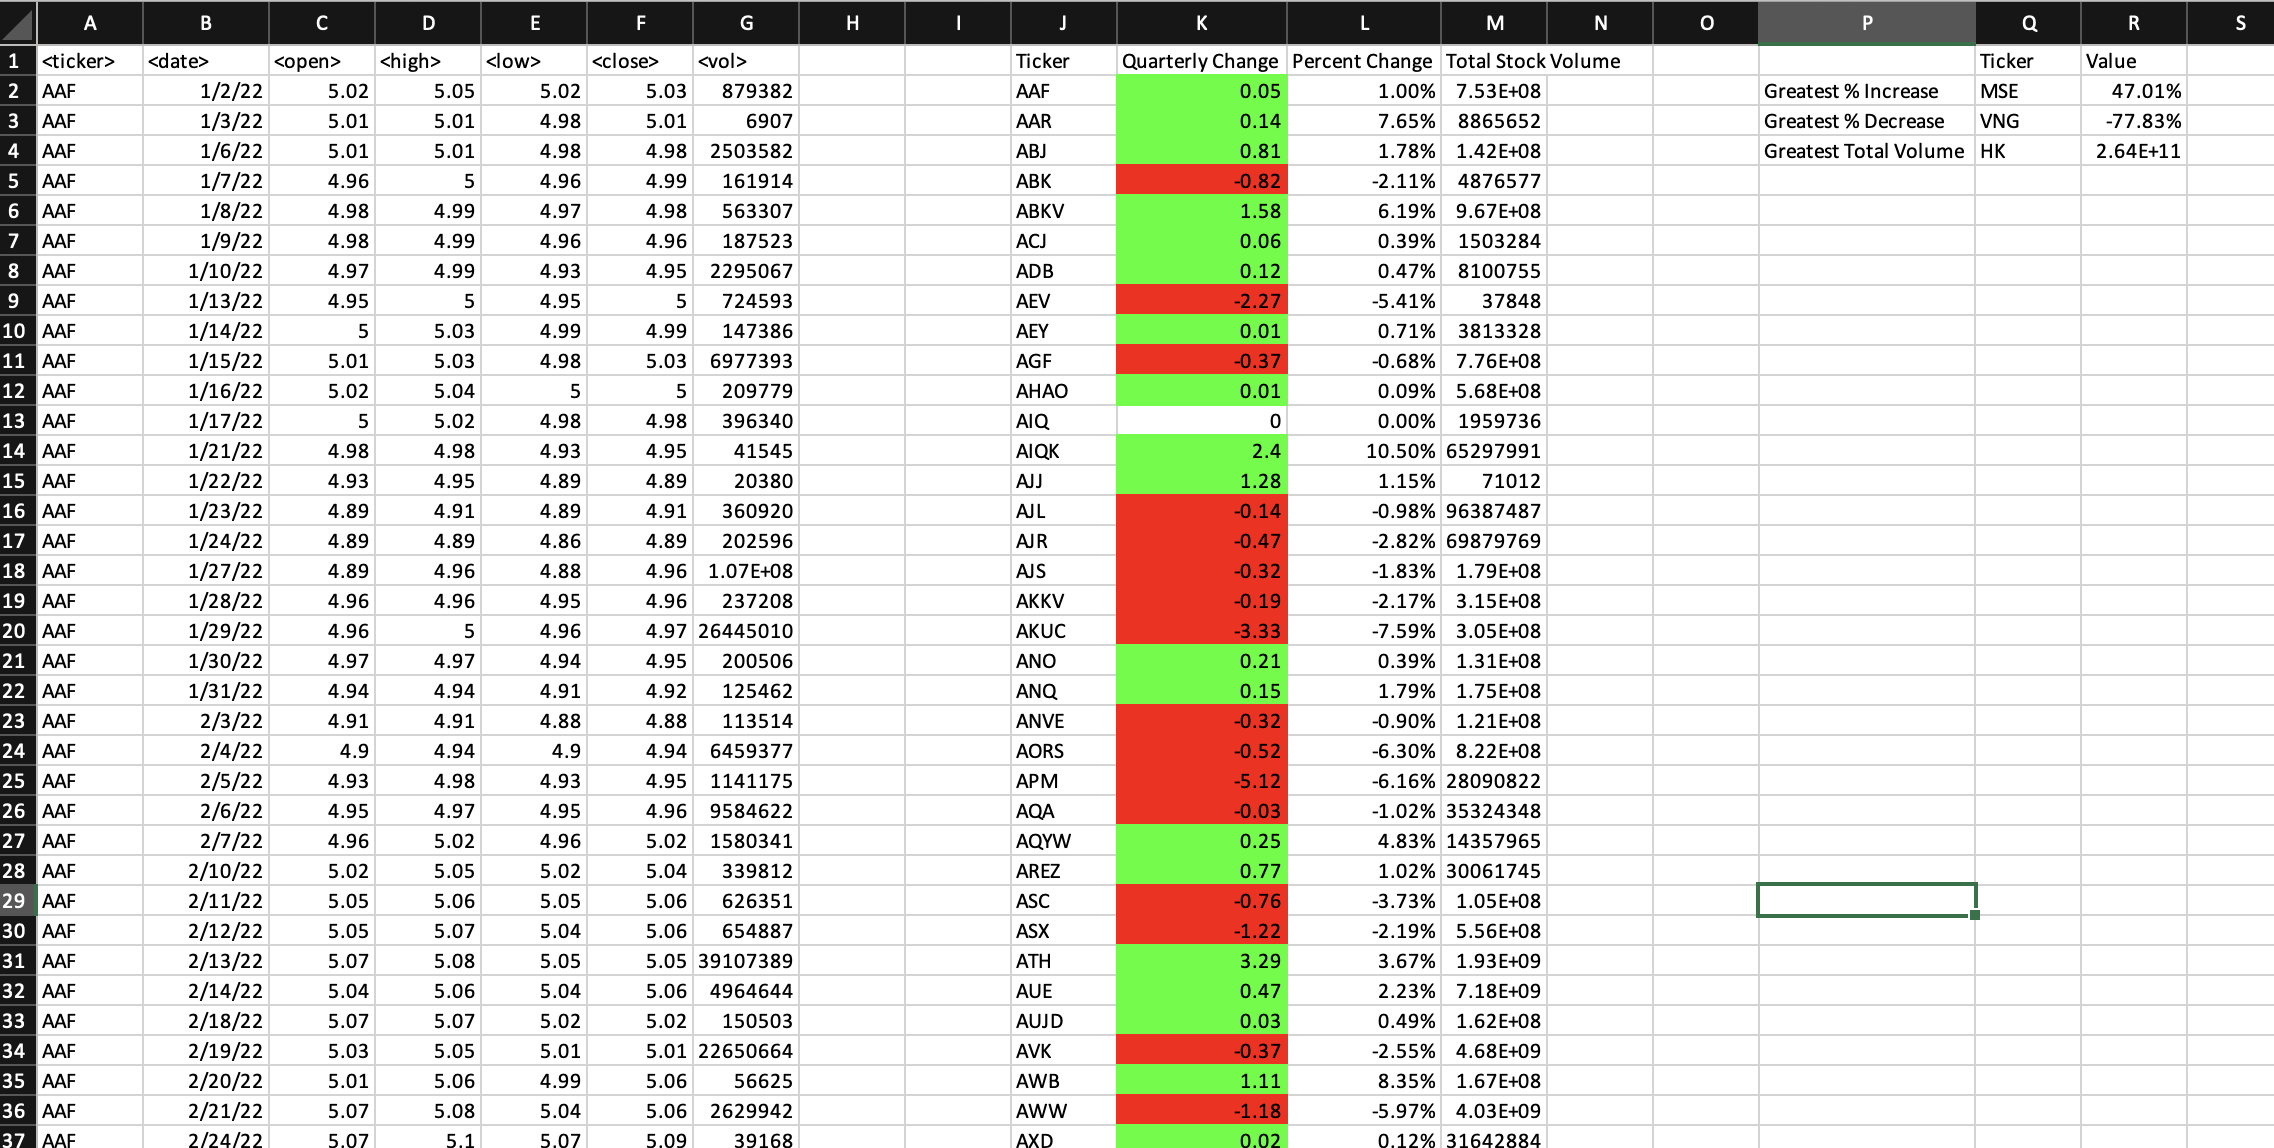 A B C D E F G H I J K L M N O P Q R S
1 <ticker> <date> <open> <high> <low> <close> <vol> Ticker Quarterly Change Percent Change Total Stock Volume Ticker Value
2 AAF 1/2/22 5.02 5.05 5.02 5.03 879382 AAF 0.05 1.00% 7.53E+08 Greatest % Increase MSE 47.01%
3 AAF 1/3/22 5.01 5.01 4.98 5.01 6907 AAR 0.14 7.65% 8865652 Greatest % Decrease VNG -77.83%
4 AAF 1/6/22 5.01 5.01 4.98 4.98 2503582 ABJ 0.81 1.78% 1.42E+08 Greatest Total Volume HK 2.64E+11
5 AAF 1/7/22 4.96 5 4.96 4.99 161914 ABK -0.82 -2.11% 4876577
6 AAF 1/8/22 4.98 4.99 4.97 4.98 563307 ABKV 1.58 6.19% 9.67E+08
7 AAF 1/9/22 4.98 4.99 4.96 4.96 187523 ACJ 0.06 0.39% 1503284
8 AAF 1/10/22 4.97 4.99 4.93 4.95 2295067 ADB 0.12 0.47% 8100755
9 AAF 1/13/22 4.95 5 4.95 5 724593 AEV -2.27 -5.41% 37848
10 AAF 1/14/22 5 5.03 4.99 4.99 147386 AEY 0.01 0.71% 3813328
11 AAF 1/15/22 5.01 5.03 4.98 5.03 6977393 AGF -0.37 -0.68% 7.76E+08
12 AAF 1/16/22 5.02 5.04 5 5 209779 AHAO 0.01 0.09% 5.68E+08
13 AAF 1/17/22 5 5.02 4.98 4.98 396340 AIQ 0 0.00% 1959736
14 AAF 1/21/22 4.98 4.98 4.93 4.95 41545 AIQK 2.4 10.50% 65297991
15 AAF 1/22/22 4.93 4.95 4.89 4.89 20380 AJJ 1.28 1.15% 71012
16 AAF 1/23/22 4.89 4.91 4.89 4.91 360920 AJL -0.14 -0.98% 96387487
17 AAF 1/24/22 4.89 4.89 4.86 4.89 202596 AJR -0.47 -2.82% 69879769
18 AAF 1/27/22 4.89 4.96 4.88 4.96 1.07E+08 AJS -0.32 -1.83% 1.79E+08
19 AAF 1/28/22 4.96 4.96 4.95 4.96 237208 AKKV -0.19 -2.17% 3.15E+08
20 AAF 1/29/22 4.96 5 4.96 4.97 26445010 AKUC -3.33 -7.59% 3.05E+08
21 AAF 1/30/22 4.97 4.97 4.94 4.95 200506 ANO 0.21 0.39% 1.31E+08
22 AAF 1/31/22 4.94 4.94 4.91 4.92 125462 ANQ 0.15 1.79% 1.75E+08
23 AAF 2/3/22 4.91 4.91 4.88 4.88 113514 ANVE -0.32 -0.90% 1.21E+08
24 AAF 2/4/22 4.9 4.94 4.9 4.94 6459377 AORS -0.52 -6.30% 8.22E+08
25 AAF 2/5/22 4.93 4.98 4.93 4.95 1141175 APM -5.12 -6.16% 28090822
26 AAF 2/6/22 4.95 4.97 4.95 4.96 9584622 AQA -0.03 -1.02% 35324348
27 AAF 2/7/22 4.96 5.02 4.96 5.02 1580341 AQYW 0.25 4.83% 14357965
28 AAF 2/10/22 5.02 5.05 5.02 5.04 339812 AREZ 0.77 1.02% 30061745
29 AAF 2/11/22 5.05 5.06 5.05 5.06 626351 ASC -0.76 -3.73% 1.05E+08
30 AAF 2/12/22 5.05 5.07 5.04 5.06 654887 ASX -1.22 -2.19% 5.56E+08
31 AAF 2/13/22 5.07 5.08 5.05 5.05 39107389 ATH 3.29 3.67% 1.93E+09
32 AAF 2/14/22 5.04 5.06 5.04 5.06 4964644 AUE 0.47 2.23% 7.18E+09
33 AAF 2/18/22 5.07 5.07 5.02 5.02 150503 AUJD 0.03 0.49% 1.62E+08
34 AAF 2/19/22 5.03 5.05 5.01 5.01 22650664 AVK -0.37 -2.55% 4.68E+09
35 AAF 2/20/22 5.01 5.06 4.99 5.06 56625 AWB 1.11 8.35% 1.67E+08
36 AAF 2/21/22 5.07 5.08 5.04 5.06 2629942 AWW -1.18 -5.97% 4.03E+09
37 AAF 2/24/22 5.07 5.1 5.07 5.09 39168 AXD 0.02 0.12% 31642884